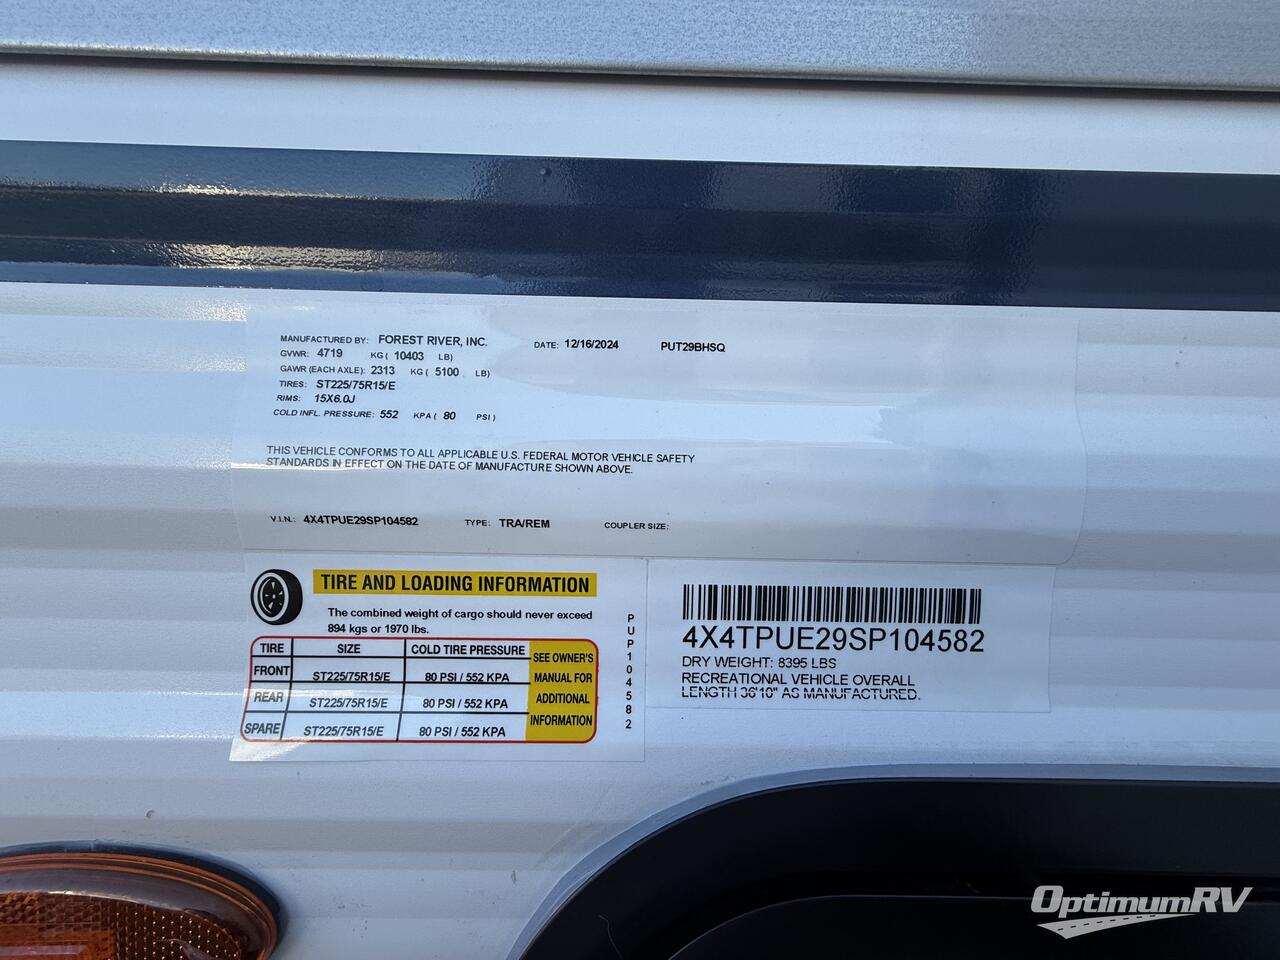 MANUFACTURED BY: FOREST RIVER, INC. DATE: 12/16/2024 PUT29BHSQ
GVWR: 4719 KG ( 10403 LB)
GAWR (EACH AXLE): 2313 KG ( 5100 LB)
TIRES: ST225/75R15/E
RIMS: 15X6.0J
COLD INFL. PRESSURE: 552 KPA ( 80 PSI )
THIS VEHICLE CONFORMS TO ALL APPLICABLE U.S. FEDERAL MOTOR VEHICLE SAFETY
STANDARDS IN EFFECT ON THE DATE OF MANUFACTURE SHOWN ABOVE.
V.I.N.: 4X4TPUE29SP104582 TYPE: TRA/REM COUPLER SIZE:
TIRE AND LOADING INFORMATION
The combined weight of cargo should never exceed
894 kgs or 1970 lbs.
TIRE SIZE COLD TIRE PRESSURE
FRONT ST225/75R15/E 80 PSI / 552 KPA
REAR ST225/75R15/E 80 PSI / 552 KPA
SPARE ST225/75R15/E 80 PSI / 552 KPA
SEE OWNER'S
MANUAL FOR
ADDITIONAL
INFORMATION
PUP104582
4X4TPUE29SP104582
DRY WEIGHT: 8395 LBS
RECREATIONAL VEHICLE OVERALL
LENGTH 36'10" AS MANUFACTURED.
OptimumRV